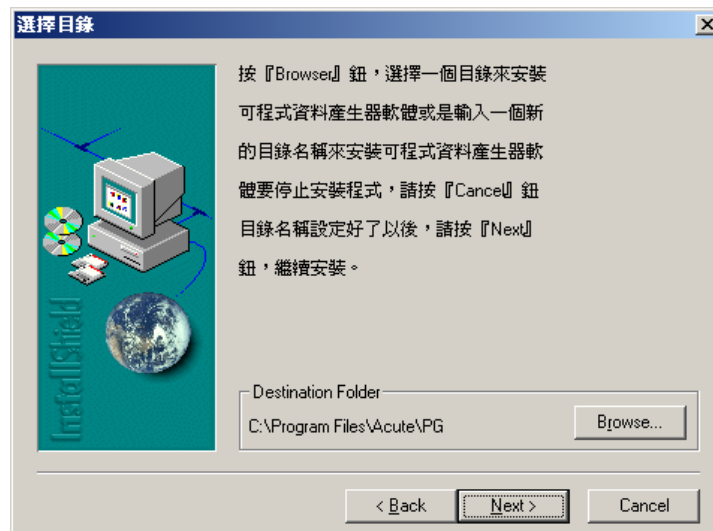 選擇目錄
按『Browser』鈕，選擇一個目錄來安裝
可程式資料產生器軟體或是輸入一個新
的目錄名稱來安裝可程式資料產生器軟
體要停止安裝程式，請按『Cancel』鈕
目錄名稱設定好了以後，請按『Next』
鈕，繼續安裝。
InstallShield
Destination Folder
C:\Program Files\Acute\PG
Browse...
< Back
Next >
Cancel